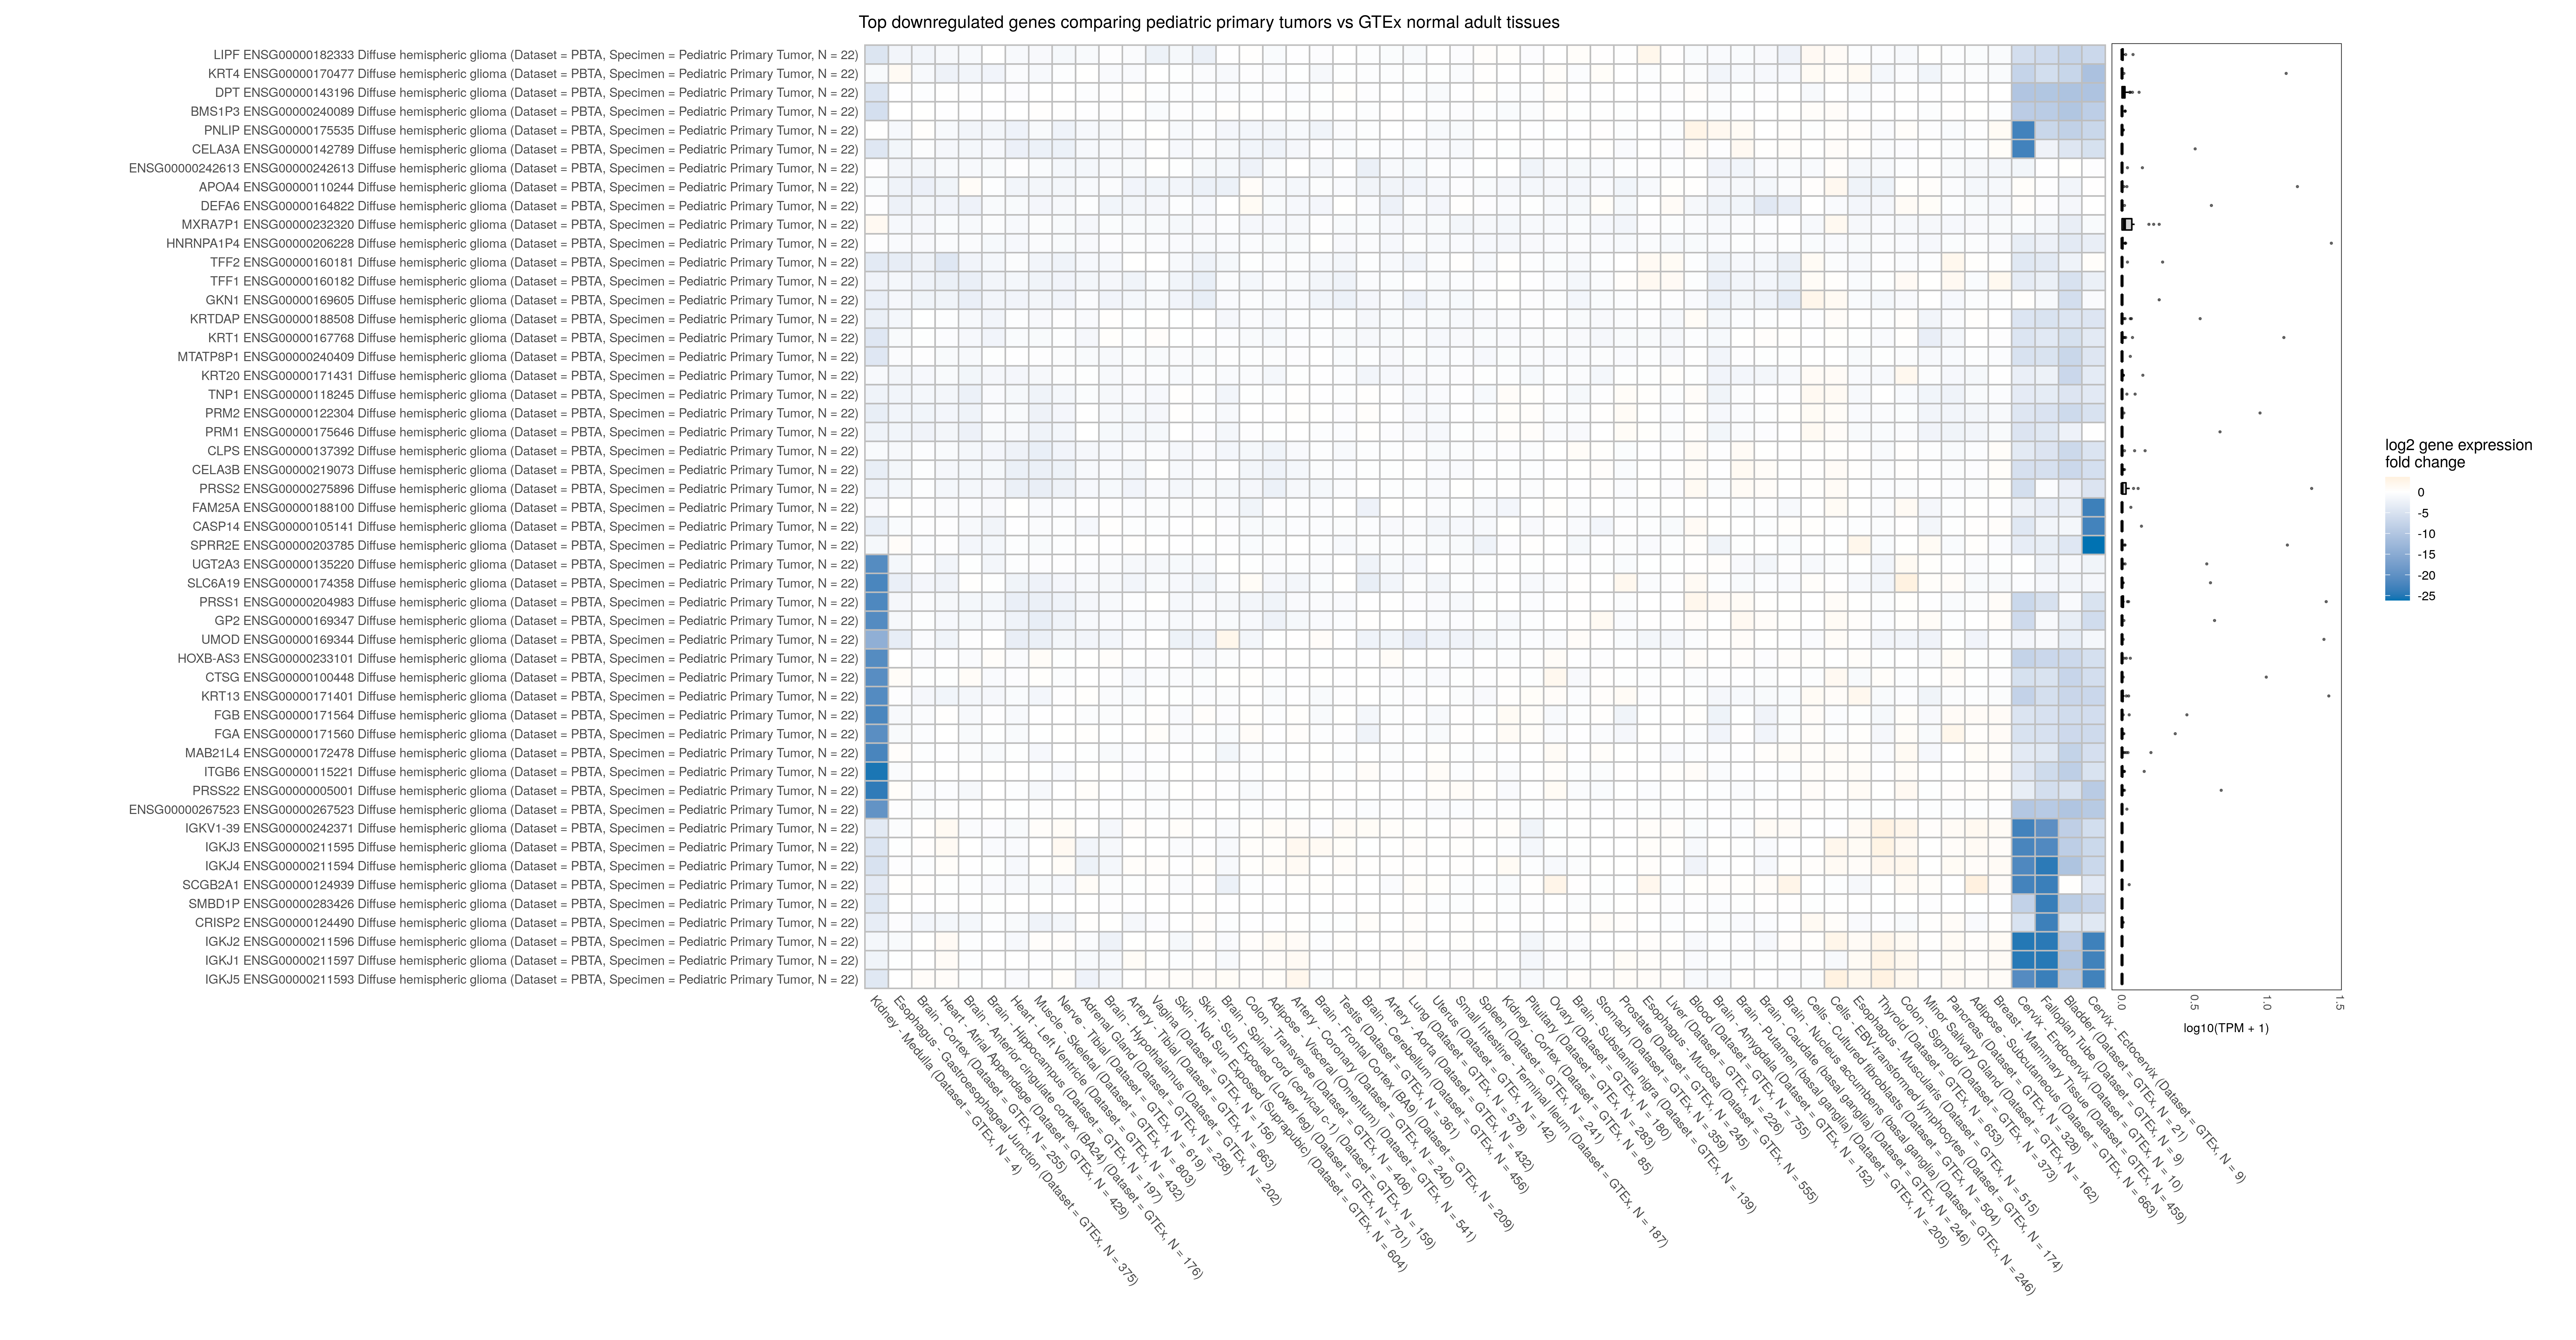 Top downregulated genes comparing pediatric primary tumors vs GTEx normal adult tissues
LIPF ENSG00000182333 Diffuse hemispheric glioma (Dataset = PBTA, Specimen = Pediatric Primary Tumor, N = 22)
KRT4 ENSG00000170477 Diffuse hemispheric glioma (Dataset = PBTA, Specimen = Pediatric Primary Tumor, N = 22)
DPT ENSG00000143196 Diffuse hemispheric glioma (Dataset = PBTA, Specimen = Pediatric Primary Tumor, N = 22)
BMS1P3 ENSG00000240089 Diffuse hemispheric glioma (Dataset = PBTA, Specimen = Pediatric Primary Tumor, N = 22)
PNLIP ENSG00000175535 Diffuse hemispheric glioma (Dataset = PBTA, Specimen = Pediatric Primary Tumor, N = 22)
CELA3A ENSG00000142789 Diffuse hemispheric glioma (Dataset = PBTA, Specimen = Pediatric Primary Tumor, N = 22)
ENSG00000242613 ENSG00000242613 Diffuse hemispheric glioma (Dataset = PBTA, Specimen = Pediatric Primary Tumor, N = 22)
APOA4 ENSG00000110244 Diffuse hemispheric glioma (Dataset = PBTA, Specimen = Pediatric Primary Tumor, N = 22)
DEFA6 ENSG00000164822 Diffuse hemispheric glioma (Dataset = PBTA, Specimen = Pediatric Primary Tumor, N = 22)
MXRA7P1 ENSG00000232320 Diffuse hemispheric glioma (Dataset = PBTA, Specimen = Pediatric Primary Tumor, N = 22)
HNRNPA1P4 ENSG00000206228 Diffuse hemispheric glioma (Dataset = PBTA, Specimen = Pediatric Primary Tumor, N = 22)
TFF2 ENSG00000160181 Diffuse hemispheric glioma (Dataset = PBTA, Specimen = Pediatric Primary Tumor, N = 22)
TFF1 ENSG00000160182 Diffuse hemispheric glioma (Dataset = PBTA, Specimen = Pediatric Primary Tumor, N = 22)
GKN1 ENSG00000169605 Diffuse hemispheric glioma (Dataset = PBTA, Specimen = Pediatric Primary Tumor, N = 22)
KRTDAP ENSG00000188508 Diffuse hemispheric glioma (Dataset = PBTA, Specimen = Pediatric Primary Tumor, N = 22)
KRT1 ENSG00000167768 Diffuse hemispheric glioma (Dataset = PBTA, Specimen = Pediatric Primary Tumor, N = 22)
MTATP8P1 ENSG00000240409 Diffuse hemispheric glioma (Dataset = PBTA, Specimen = Pediatric Primary Tumor, N = 22)
KRT20 ENSG00000171431 Diffuse hemispheric glioma (Dataset = PBTA, Specimen = Pediatric Primary Tumor, N = 22)
TNP1 ENSG00000118245 Diffuse hemispheric glioma (Dataset = PBTA, Specimen = Pediatric Primary Tumor, N = 22)
PRM2 ENSG00000122304 Diffuse hemispheric glioma (Dataset = PBTA, Specimen = Pediatric Primary Tumor, N = 22)
PRM1 ENSG00000175646 Diffuse hemispheric glioma (Dataset = PBTA, Specimen = Pediatric Primary Tumor, N = 22)
CLPS ENSG00000137392 Diffuse hemispheric glioma (Dataset = PBTA, Specimen = Pediatric Primary Tumor, N = 22)
CELA3B ENSG00000219073 Diffuse hemispheric glioma (Dataset = PBTA, Specimen = Pediatric Primary Tumor, N = 22)
PRSS2 ENSG00000275896 Diffuse hemispheric glioma (Dataset = PBTA, Specimen = Pediatric Primary Tumor, N = 22)
FAM25A ENSG00000188100 Diffuse hemispheric glioma (Dataset = PBTA, Specimen = Pediatric Primary Tumor, N = 22)
CASP14 ENSG00000105141 Diffuse hemispheric glioma (Dataset = PBTA, Specimen = Pediatric Primary Tumor, N = 22)
SPRR2E ENSG00000203785 Diffuse hemispheric glioma (Dataset = PBTA, Specimen = Pediatric Primary Tumor, N = 22)
UGT2A3 ENSG00000135220 Diffuse hemispheric glioma (Dataset = PBTA, Specimen = Pediatric Primary Tumor, N = 22)
SLC6A19 ENSG00000174358 Diffuse hemispheric glioma (Dataset = PBTA, Specimen = Pediatric Primary Tumor, N = 22)
PRSS1 ENSG00000204983 Diffuse hemispheric glioma (Dataset = PBTA, Specimen = Pediatric Primary Tumor, N = 22)
GP2 ENSG00000169347 Diffuse hemispheric glioma (Dataset = PBTA, Specimen = Pediatric Primary Tumor, N = 22)
UMOD ENSG00000169344 Diffuse hemispheric glioma (Dataset = PBTA, Specimen = Pediatric Primary Tumor, N = 22)
HOXB-AS3 ENSG00000233101 Diffuse hemispheric glioma (Dataset = PBTA, Specimen = Pediatric Primary Tumor, N = 22)
CTSG ENSG00000100448 Diffuse hemispheric glioma (Dataset = PBTA, Specimen = Pediatric Primary Tumor, N = 22)
KRT13 ENSG00000171401 Diffuse hemispheric glioma (Dataset = PBTA, Specimen = Pediatric Primary Tumor, N = 22)
FGB ENSG00000171564 Diffuse hemispheric glioma (Dataset = PBTA, Specimen = Pediatric Primary Tumor, N = 22)
FGA ENSG00000171560 Diffuse hemispheric glioma (Dataset = PBTA, Specimen = Pediatric Primary Tumor, N = 22)
MAB21L4 ENSG00000172478 Diffuse hemispheric glioma (Dataset = PBTA, Specimen = Pediatric Primary Tumor, N = 22)
ITGB6 ENSG00000115221 Diffuse hemispheric glioma (Dataset = PBTA, Specimen = Pediatric Primary Tumor, N = 22)
PRSS22 ENSG00000005001 Diffuse hemispheric glioma (Dataset = PBTA, Specimen = Pediatric Primary Tumor, N = 22)
ENSG00000267523 ENSG00000267523 Diffuse hemispheric glioma (Dataset = PBTA, Specimen = Pediatric Primary Tumor, N = 22)
IGKV1-39 ENSG00000242371 Diffuse hemispheric glioma (Dataset = PBTA, Specimen = Pediatric Primary Tumor, N = 22)
IGKJ3 ENSG00000211595 Diffuse hemispheric glioma (Dataset = PBTA, Specimen = Pediatric Primary Tumor, N = 22)
IGKJ4 ENSG00000211594 Diffuse hemispheric glioma (Dataset = PBTA, Specimen = Pediatric Primary Tumor, N = 22)
SCGB2A1 ENSG00000124939 Diffuse hemispheric glioma (Dataset = PBTA, Specimen = Pediatric Primary Tumor, N = 22)
SMBD1P ENSG00000283426 Diffuse hemispheric glioma (Dataset = PBTA, Specimen = Pediatric Primary Tumor, N = 22)
CRISP2 ENSG00000124490 Diffuse hemispheric glioma (Dataset = PBTA, Specimen = Pediatric Primary Tumor, N = 22)
IGKJ2 ENSG00000211596 Diffuse hemispheric glioma (Dataset = PBTA, Specimen = Pediatric Primary Tumor, N = 22)
IGKJ1 ENSG00000211597 Diffuse hemispheric glioma (Dataset = PBTA, Specimen = Pediatric Primary Tumor, N = 22)
IGKJ5 ENSG00000211593 Diffuse hemispheric glioma (Dataset = PBTA, Specimen = Pediatric Primary Tumor, N = 22)
Kidney - Medulla (Dataset = GTEx, N = 4)
Esophagus - Gastroesophageal Junction (Dataset = GTEx, N = 375)
Brain - Cortex (Dataset = GTEx, N = 255)
Heart - Atrial Appendage (Dataset = GTEx, N = 429)
Brain - Anterior cingulate cortex (BA24) (Dataset = GTEx, N = 176)
Brain - Hippocampus (Dataset = GTEx, N = 197)
Heart - Left Ventricle (Dataset = GTEx, N = 432)
Muscle - Skeletal (Dataset = GTEx, N = 803)
Nerve - Tibial (Dataset = GTEx, N = 619)
Adrenal Gland (Dataset = GTEx, N = 258)
Brain - Hypothalamus (Dataset = GTEx, N = 202)
Artery - Tibial (Dataset = GTEx, N = 663)
Vagina (Dataset = GTEx, N = 156)
Skin - Not Sun Exposed (Suprapubic) (Dataset = GTEx, N = 604)
Skin - Sun Exposed (Lower leg) (Dataset = GTEx, N = 701)
Brain - Spinal cord (cervical c-1) (Dataset = GTEx, N = 159)
Colon - Transverse (Dataset = GTEx, N = 406)
Adipose - Visceral (Omentum) (Dataset = GTEx, N = 541)
Artery - Coronary (Dataset = GTEx, N = 240)
Brain - Frontal Cortex (BA9) (Dataset = GTEx, N = 209)
Testis (Dataset = GTEx, N = 361)
Brain - Cerebellum (Dataset = GTEx, N = 456)
Artery - Aorta (Dataset = GTEx, N = 432)
Lung (Dataset = GTEx, N = 578)
Uterus (Dataset = GTEx, N = 142)
Small Intestine - Terminal Ileum (Dataset = GTEx, N = 187)
Spleen (Dataset = GTEx, N = 241)
Kidney - Cortex (Dataset = GTEx, N = 85)
Pituitary (Dataset = GTEx, N = 283)
Ovary (Dataset = GTEx, N = 180)
Brain - Substantia nigra (Dataset = GTEx, N = 139)
Stomach (Dataset = GTEx, N = 359)
Prostate (Dataset = GTEx, N = 245)
Esophagus - Mucosa (Dataset = GTEx, N = 555)
Liver (Dataset = GTEx, N = 226)
Blood (Dataset = GTEx, N = 755)
Brain - Amygdala (Dataset = GTEx, N = 152)
Brain - Putamen (basal ganglia) (Dataset = GTEx, N = 205)
Brain - Caudate (basal ganglia) (Dataset = GTEx, N = 246)
Brain - Nucleus accumbens (basal ganglia) (Dataset = GTEx, N = 246)
Cells - Cultured fibroblasts (Dataset = GTEx, N = 504)
Cells - EBV-transformed lymphocytes (Dataset = GTEx, N = 174)
Esophagus - Muscularis (Dataset = GTEx, N = 515)
Thyroid (Dataset = GTEx, N = 653)
Colon - Sigmoid (Dataset = GTEx, N = 373)
Minor Salivary Gland (Dataset = GTEx, N = 162)
Pancreas (Dataset = GTEx, N = 328)
Adipose - Subcutaneous (Dataset = GTEx, N = 663)
Breast - Mammary Tissue (Dataset = GTEx, N = 459)
Cervix - Endocervix (Dataset = GTEx, N = 10)
Fallopian Tube (Dataset = GTEx, N = 9)
Bladder (Dataset = GTEx, N = 21)
Cervix - Ectocervix (Dataset = GTEx, N = 9)
0.0
0.5
1.0
1.5
log10(TPM + 1)
log2 gene expression
fold change
0
-5
-10
-15
-20
-25